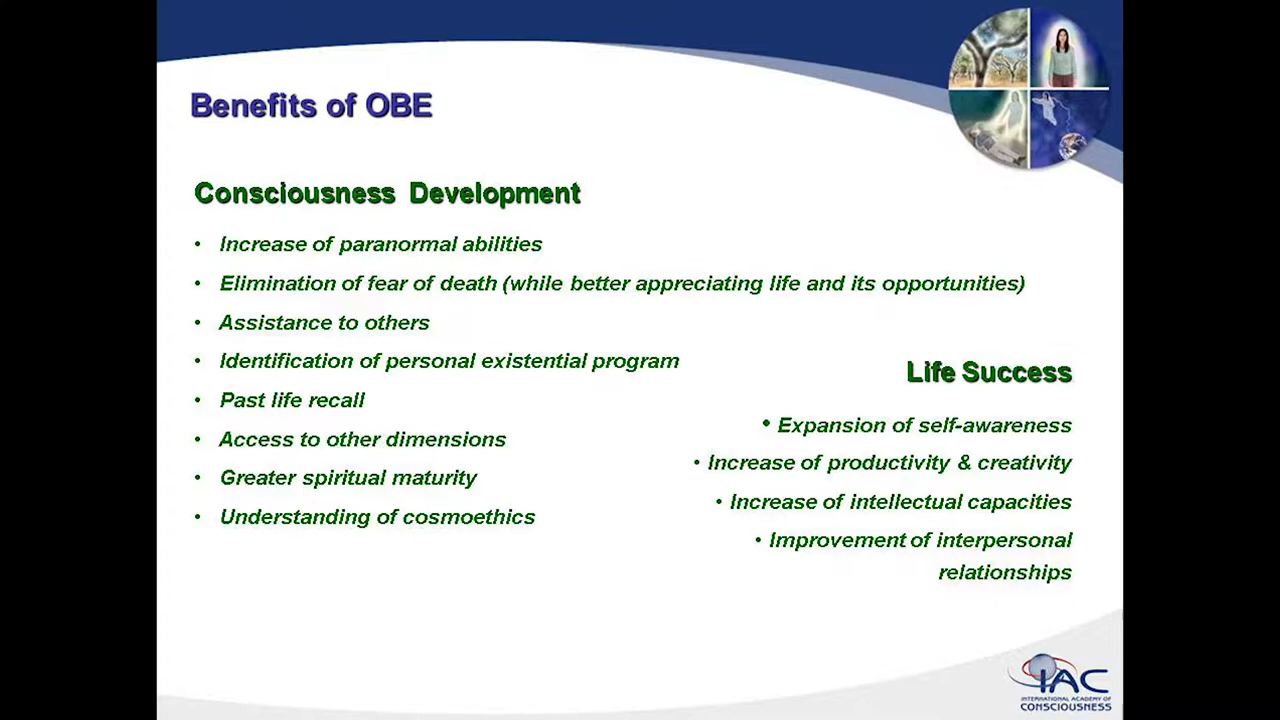 Benefits of OBE
Consciousness Development
• Increase of paranormal abilities
• Elimination of fear of death (while better appreciating life and its opportunities)
• Assistance to others
• Identification of personal existential program
• Past life recall
• Access to other dimensions
• Greater spiritual maturity
• Understanding of cosmoethics
Life Success
• Expansion of self-awareness
• Increase of productivity & creativity
• Increase of intellectual capacities
• Improvement of interpersonal
relationships
IAC
INTERNATIONAL ACADEMY OF
CONSCIOUSNESS